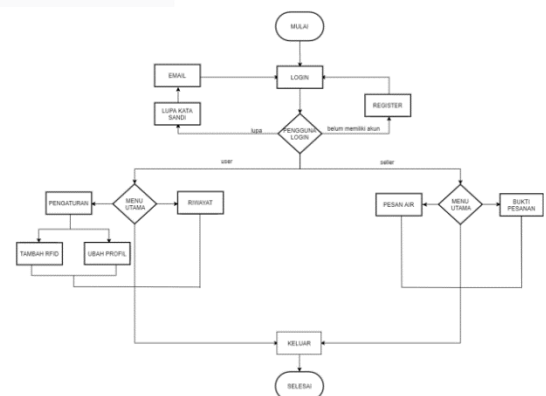 MULAI
EMAIL
LOGIN
LUPA KATA
SANDI
REGISTER
lupa
PENGGUNA
LOGIN
belum memiliki akun
user
seller
PENGATURAN
MENU
UTAMA
RIWAYAT
PESAN AIR
MENU
UTAMA
BUKTI
PESANAN
TAMBAH RFID
UBAH PROFIL
KELUAR
SELESAI